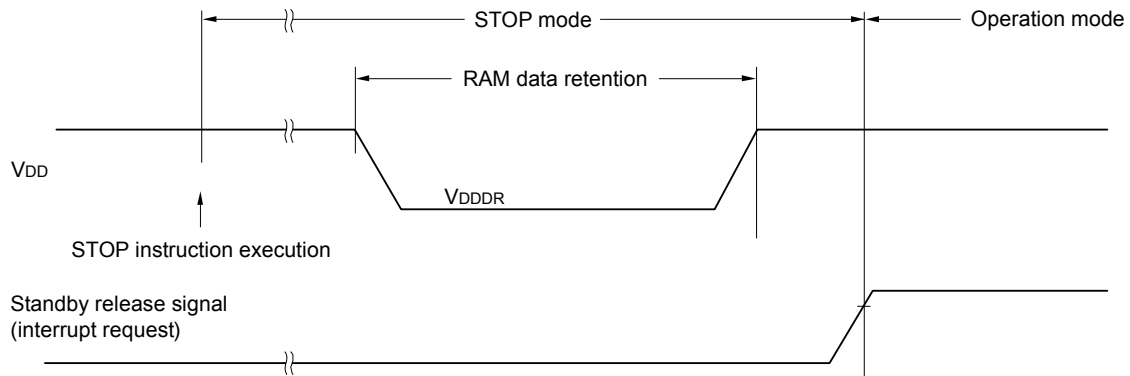 STOP mode
Operation mode
RAM data retention
VDD
VDDDR
STOP instruction execution
Standby release signal
(interrupt request)